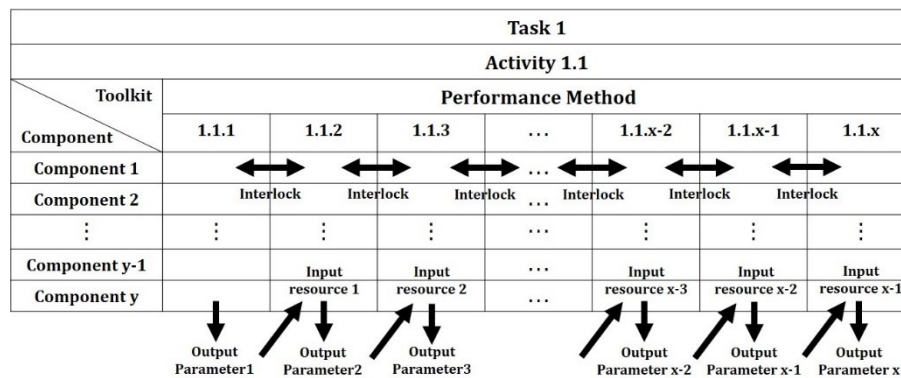 Task 1
Activity 1.1
Toolkit
Component
Performance Method
1.1.1 1.1.2 1.1.3 ... 1.1.x-2 1.1.x-1 1.1.x
Component 1 ...
Interlock Interlock Interlock Interlock Interlock Interlock
Component 2 ...
⋮ ⋮ ⋮ ⋮ ... ⋮ ⋮ ⋮
Component y-1 ...
Input Input Input Input Input
Component y resource 1 resource 2 ... resource x-3 resource x-2 resource x-1
Output Output Output Output Output Output
Parameter1 Parameter2 Parameter3 Parameter x-2 Parameter x-1 Parameter x